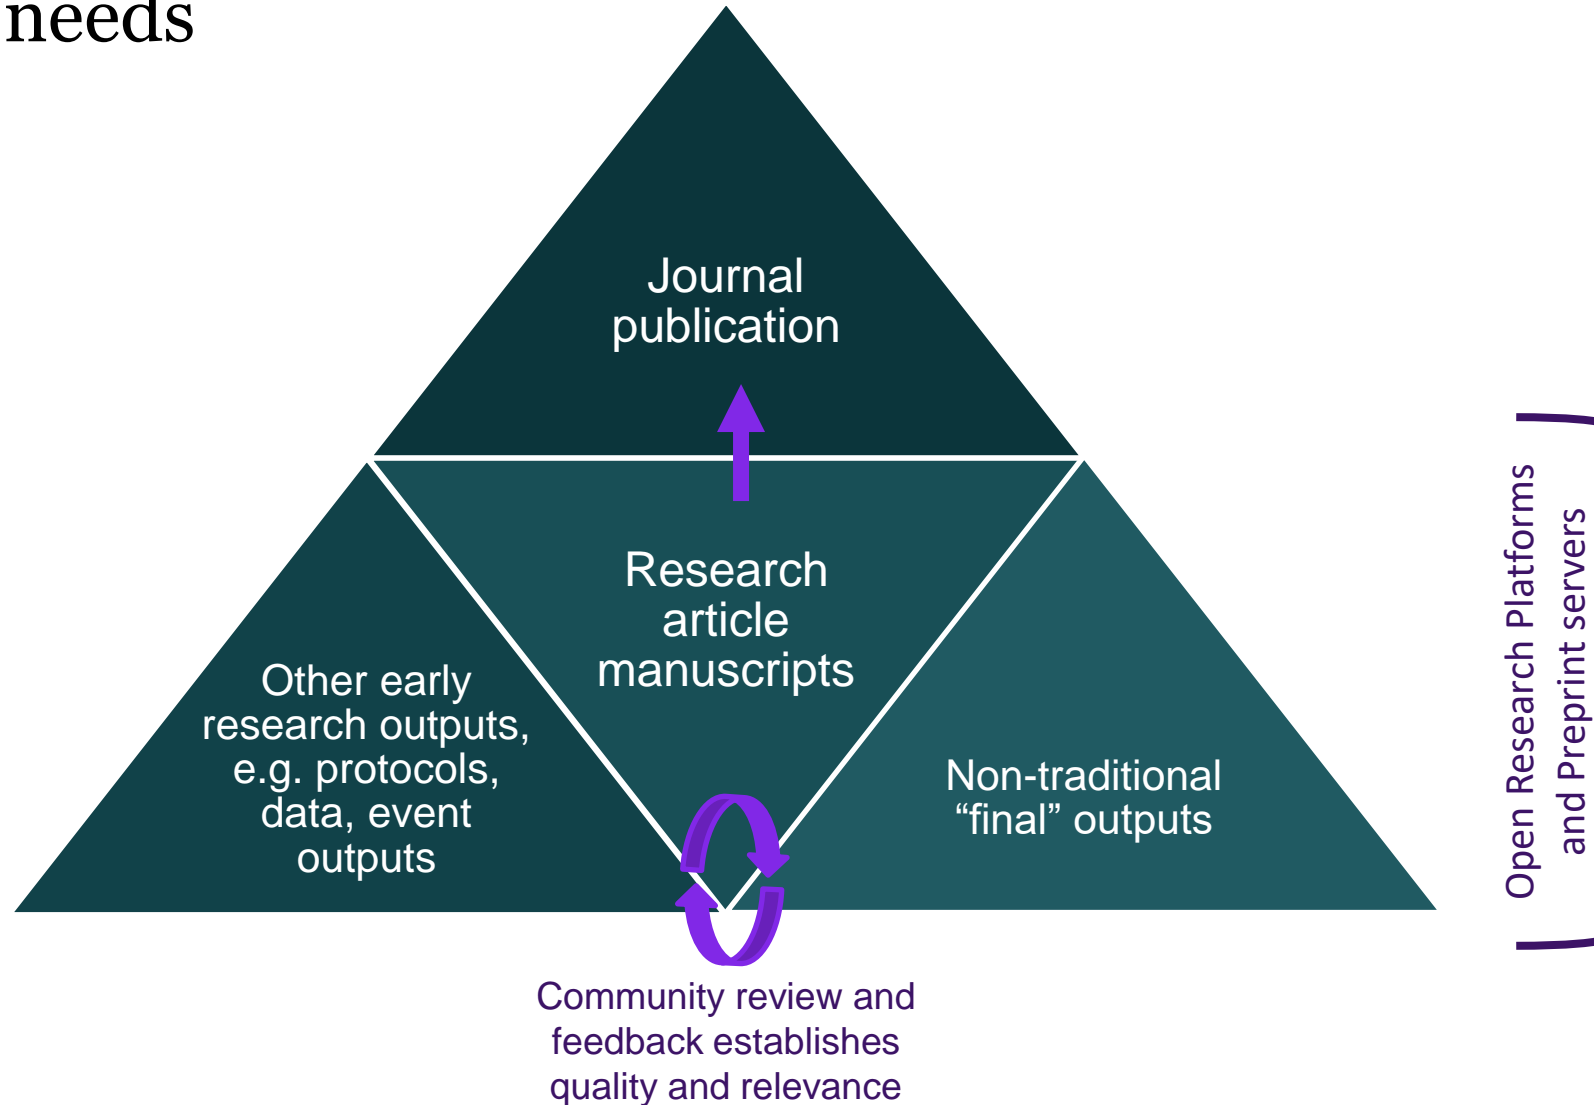 needs
Journal
publication
Research
article
manuscripts
Other early
research outputs,
e.g. protocols,
data, event
outputs
Non-traditional
“final” outputs
Open Research Platforms
and Preprint servers
Community review and
feedback establishes
quality and relevance